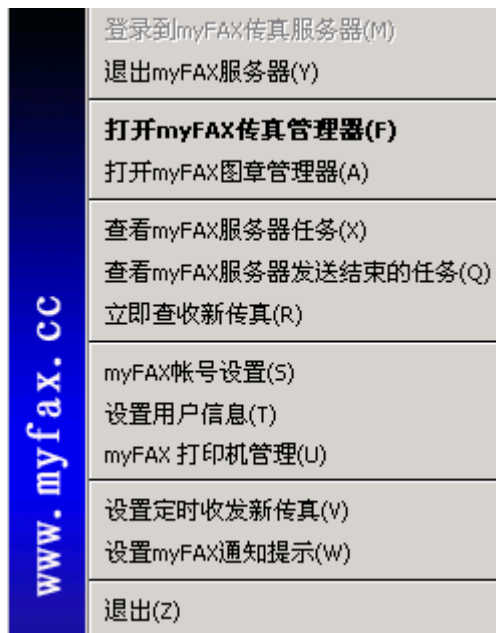 登录到myFAX传真服务器(M)
退出myFAX服务器(Y)
打开myFAX传真管理器(F)
打开myFAX图章管理器(A)
查看myFAX服务器任务(X)
查看myFAX服务器发送结束的任务(Q)
立即查收新传真(R)
myFAX帐号设置(S)
设置用户信息(T)
myFAX 打印机管理(U)
设置定时收发新传真(V)
设置myFAX通知提示(W)
退出(Z)
www.myfax.cc